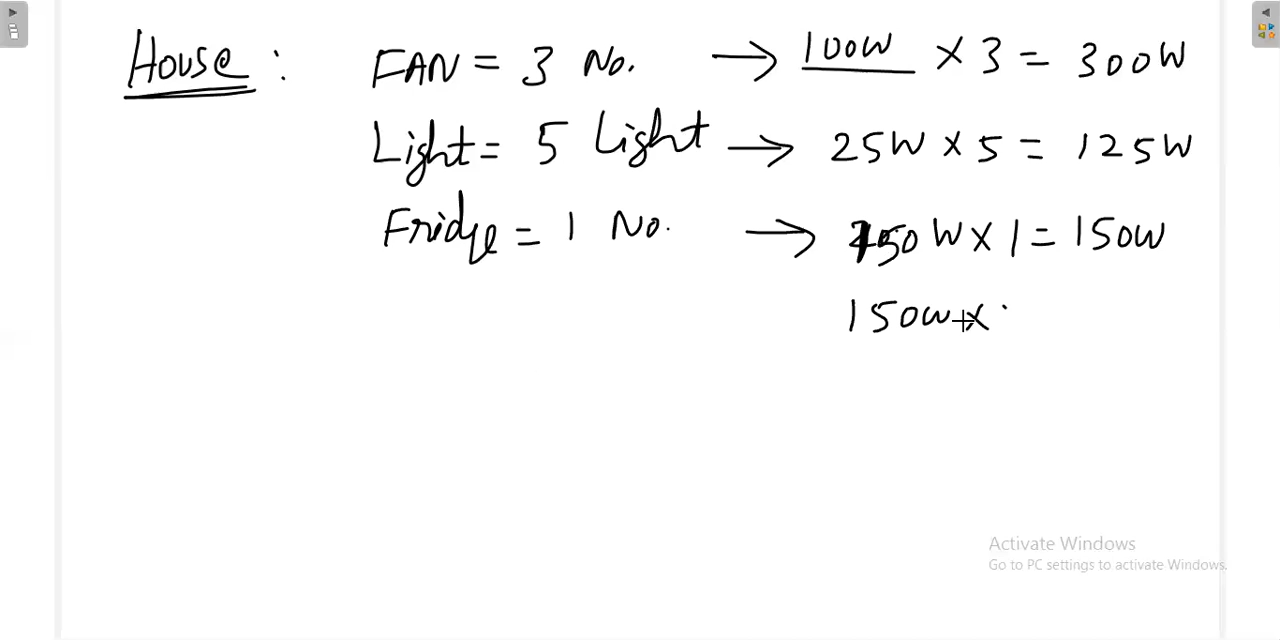 House : FAN = 3 No. → 100W × 3 = 300W
Light = 5 Light → 25W × 5 = 125W
Fridge = 1 No. → 150W × 1 = 150W
150W ×
Activate Windows
Go to PC settings to activate Windows.